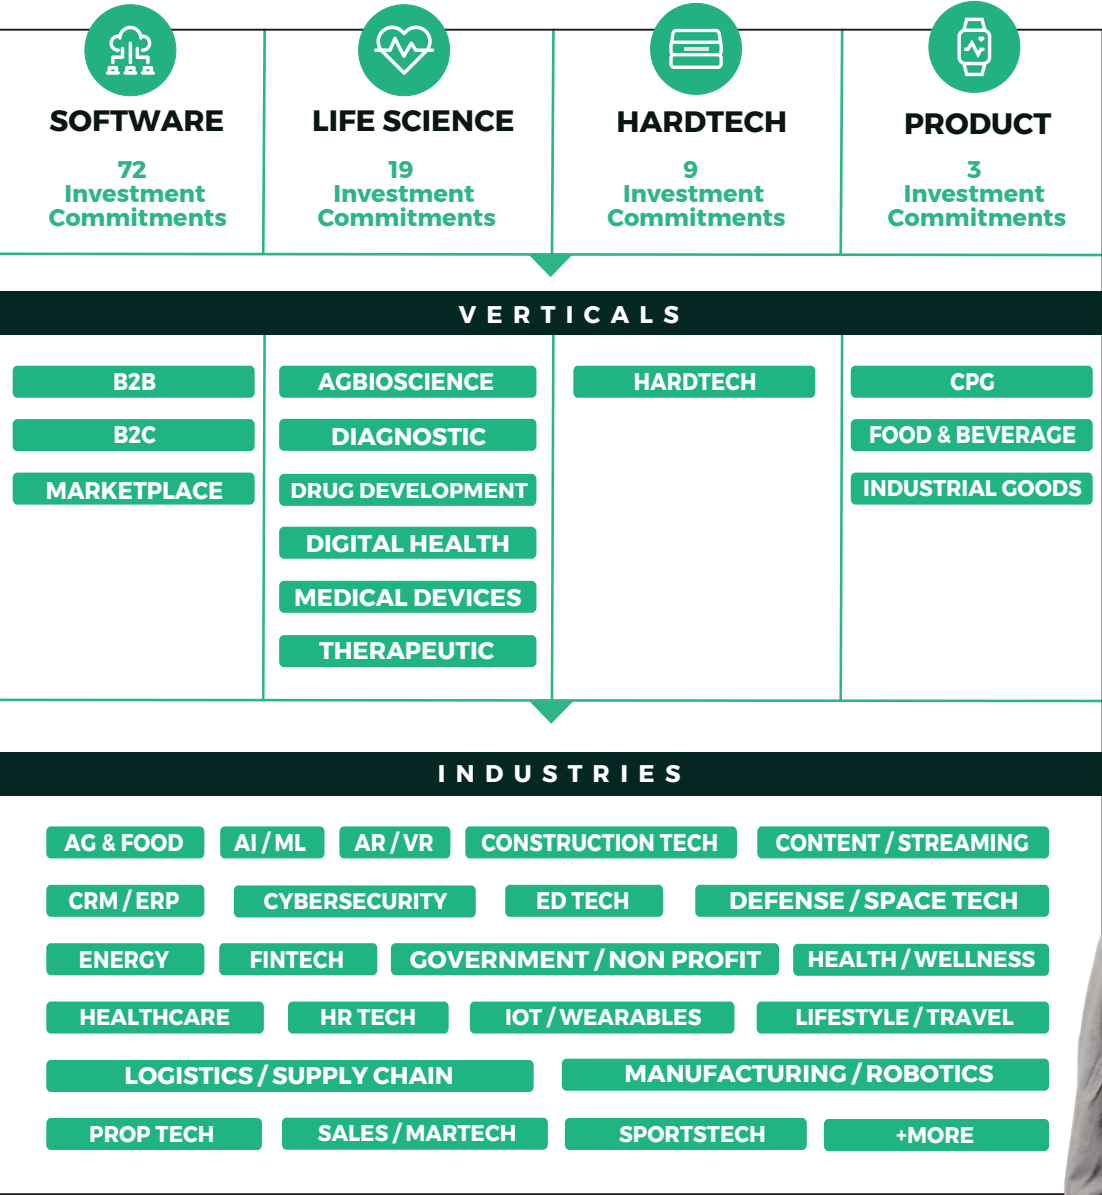 SOFTWARE
72
Investment
Commitments
LIFE SCIENCE
19
Investment
Commitments
HARDTECH
9
Investment
Commitments
PRODUCT
3
Investment
Commitments
VERTICALS
B2B
B2C
MARKETPLACE
AGBIOSCIENCE
DIAGNOSTIC
DRUG DEVELOPMENT
DIGITAL HEALTH
MEDICAL DEVICES
THERAPEUTIC
HARDTECH
CPG
FOOD & BEVERAGE
INDUSTRIAL GOODS
INDUSTRIES
AG & FOOD
AI / ML
AR / VR
CONSTRUCTION TECH
CONTENT / STREAMING
CRM / ERP
CYBERSECURITY
ED TECH
DEFENSE / SPACE TECH
ENERGY
FINTECH
GOVERNMENT / NON PROFIT
HEALTH / WELLNESS
HEALTHCARE
HR TECH
IOT / WEARABLES
LIFESTYLE / TRAVEL
LOGISTICS / SUPPLY CHAIN
MANUFACTURING / ROBOTICS
PROP TECH
SALES / MARTECH
SPORTSTECH
+MORE